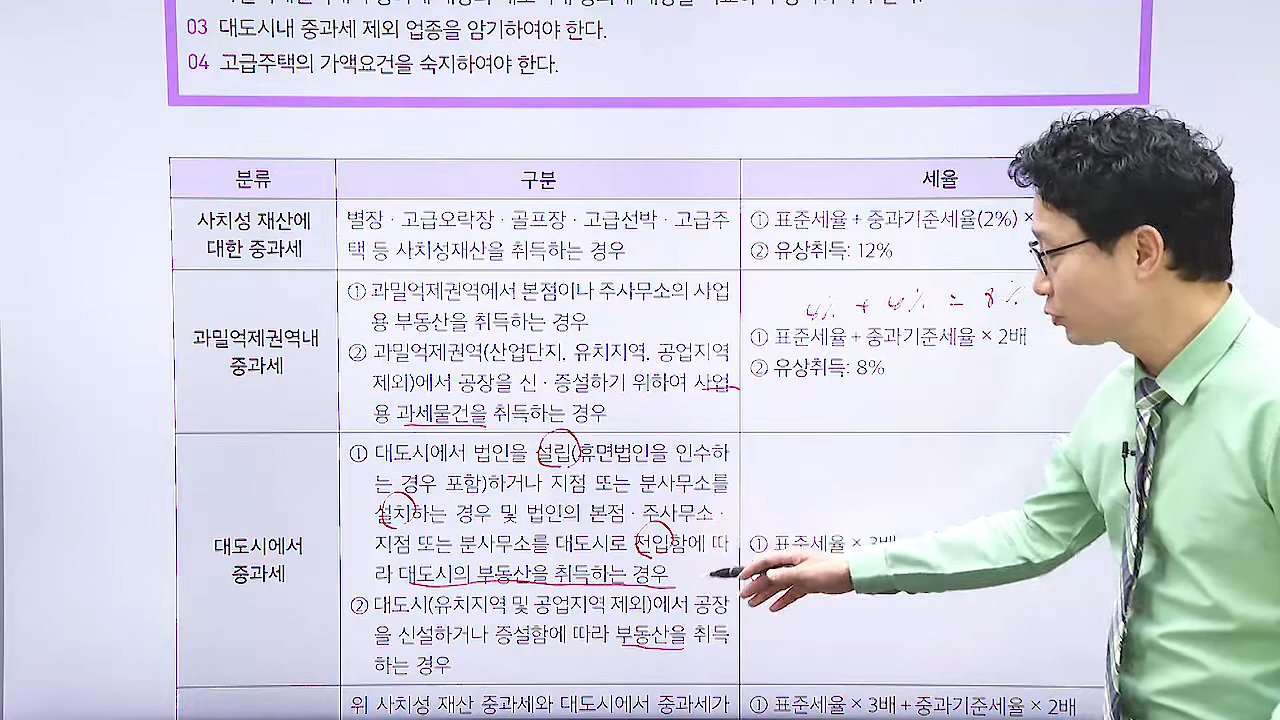 03 대도시내 중과세 제외 업종을 암기하여야 한다.
04 고급주택의 가액요건을 숙지하여야 한다.
분류 구분 세율
사치성 재산에
대한 중과세
별장·고급오락장·골프장·고급선박·고급주
택 등 사치성재산을 취득하는 경우
① 표준세율 + 중과기준세율(2%) ×
② 유상취득: 12%
과밀억제권역내
중과세
① 과밀억제권역에서 본점이나 주사무소의 사업
용 부동산을 취득하는 경우
② 과밀억제권역(산업단지, 유치지역, 공업지역
제외)에서 공장을 신·증설하기 위하여 사업
용 과세물건을 취득하는 경우
4% + 4% = 8%
① 표준세율 + 중과기준세율 × 2배
② 유상취득: 8%
대도시에서
중과세
① 대도시에서 법인을 설립(휴면법인을 인수하
는 경우 포함)하거나 지점 또는 분사무소를
설치하는 경우 및 법인의 본점·주사무소·
지점 또는 분사무소를 대도시로 전입함에 따
라 대도시의 부동산을 취득하는 경우
② 대도시(유치지역 및 공업지역 제외)에서 공장
을 신설하거나 증설함에 따라 부동산을 취득
하는 경우
① 표준세율 × 3배
위 사치성 재산 중과세와 대도시에서 중과세가
① 표준세율 × 3배 + 중과기준세율 × 2배